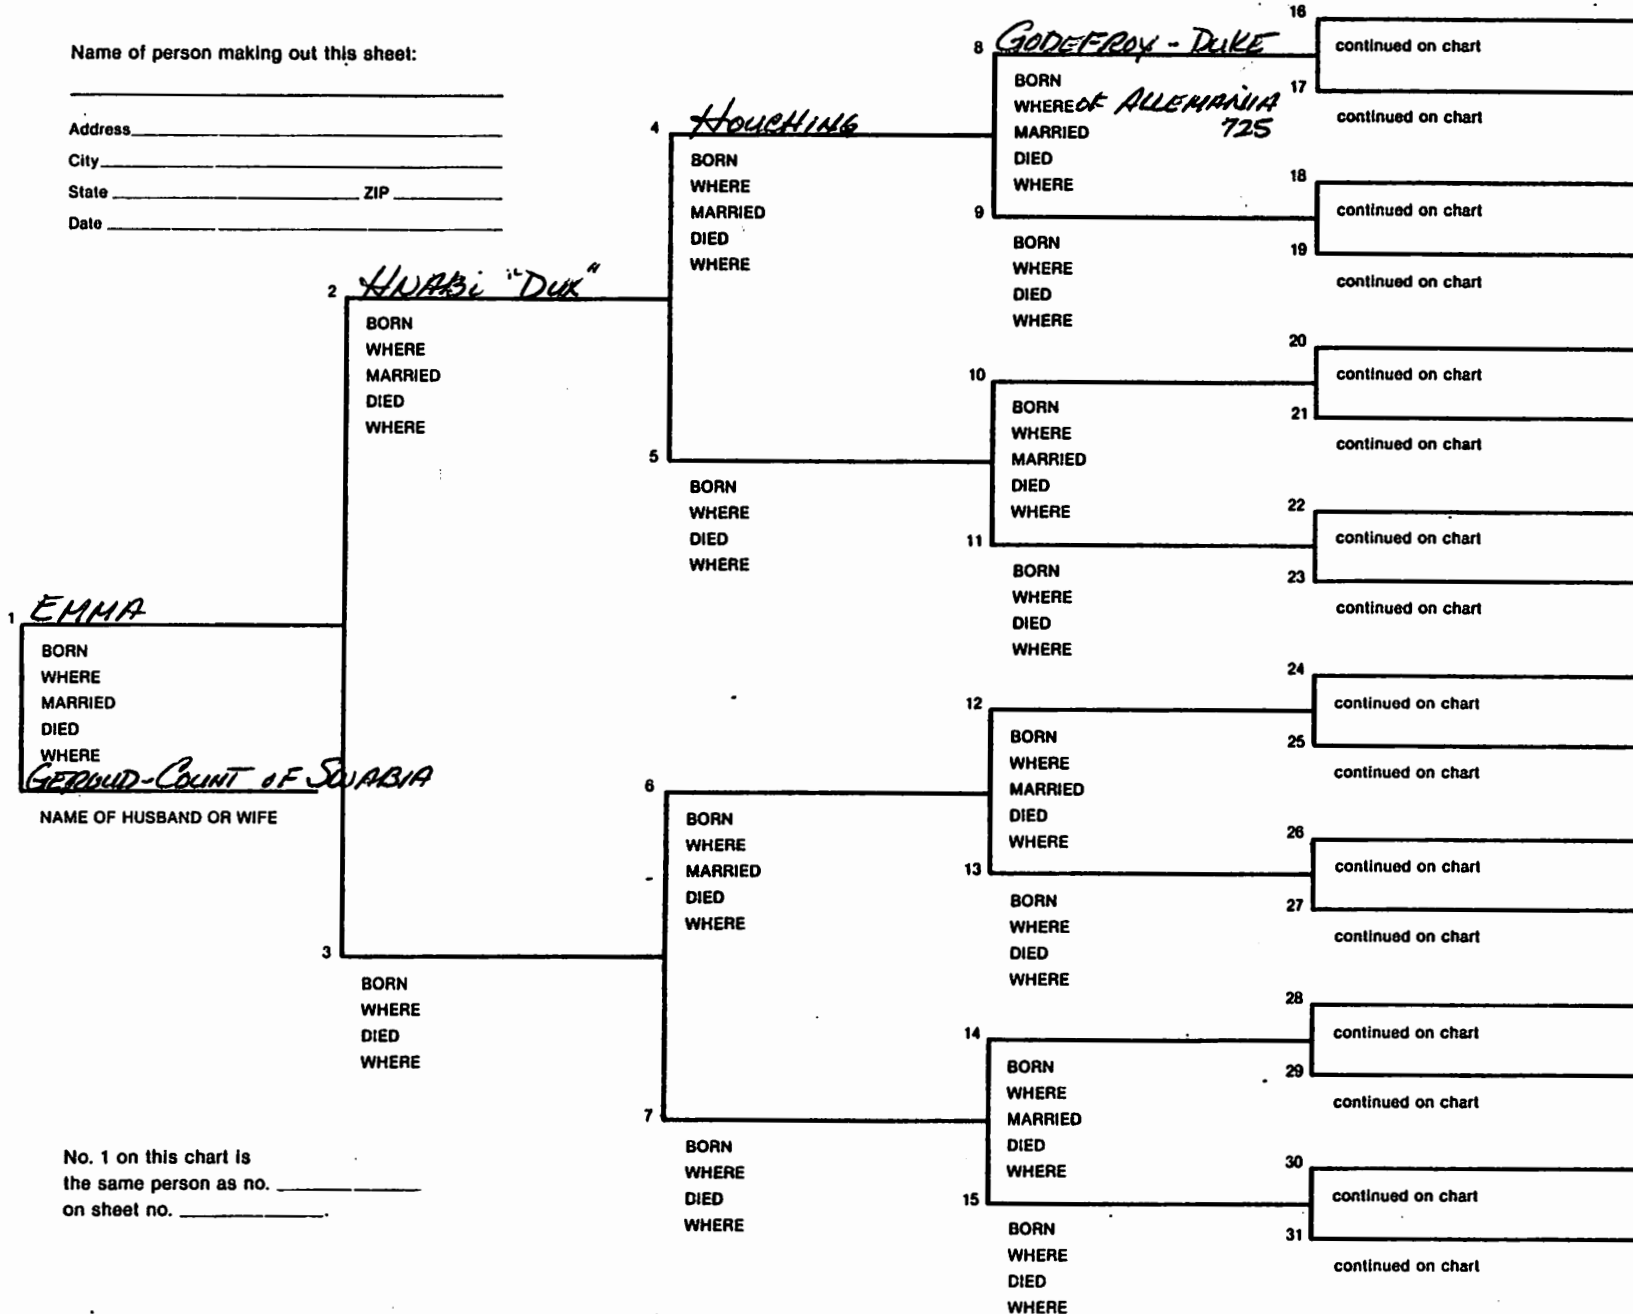 Name of person making out this sheet:
Address
City
State ZIP
Date
1 EMMA
BORN
WHERE
MARRIED
DIED
WHERE
GEROUD-COUNT OF SWABIA
NAME OF HUSBAND OR WIFE
No. 1 on this chart is
the same person as no.
on sheet no. .
2 HNABI "DUX"
BORN
WHERE
MARRIED
DIED
WHERE
3
BORN
WHERE
DIED
WHERE
4 HOUCHING
BORN
WHERE
MARRIED
DIED
WHERE
5
BORN
WHERE
DIED
WHERE
6
BORN
WHERE
MARRIED
DIED
WHERE
7
BORN
WHERE
DIED
WHERE
8 GODEFROY - DUKE
BORN
WHERE OF ALLEMANIA
MARRIED 725
DIED
WHERE
9
BORN
WHERE
DIED
WHERE
10
BORN
WHERE
MARRIED
DIED
WHERE
11
BORN
WHERE
DIED
WHERE
12
BORN
WHERE
MARRIED
DIED
WHERE
13
BORN
WHERE
DIED
WHERE
14
BORN
WHERE
MARRIED
DIED
WHERE
15
BORN
WHERE
DIED
WHERE
16
continued on chart
17
continued on chart
18
continued on chart
19
continued on chart
20
continued on chart
21
continued on chart
22
continued on chart
23
continued on chart
24
continued on chart
25
continued on chart
26
continued on chart
27
continued on chart
28
continued on chart
29
continued on chart
30
continued on chart
31
continued on chart